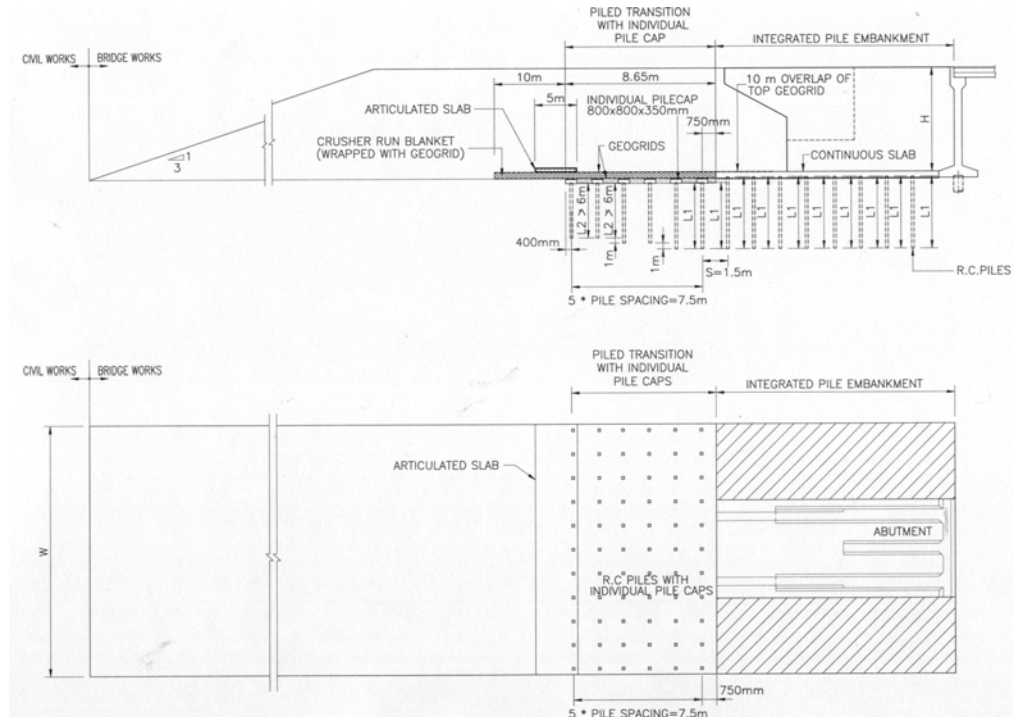 PILED TRANSITION
WITH INDIVIDUAL
PILE CAP
INTEGRATED PILE EMBANKMENT
CIVIL WORKS
BRIDGE WORKS
10m
8.65m
10 m OVERLAP OF
TOP GEOGRID
5m
INDIVIDUAL PILECAP
800x800x350mm
ARTICULATED SLAB
750mm
CRUSHER RUN BLANKET
(WRAPPED WITH GEOGRID)
GEOGRIDS
H
CONTINUOUS SLAB
1
3
L2 > 6m
L2 > 6m
L1
L1
L1
L1
L1
L1
L1
L1
L1
400mm
1m
1m
S=1.5m
R.C.PILES
5 * PILE SPACING=7.5m
PILED TRANSITION
WITH INDIVIDUAL
PILE CAPS
INTEGRATED PILE EMBANKMENT
CIVIL WORKS
BRIDGE WORKS
ARTICULATED SLAB
W
ABUTMENT
R.C PILES WITH
INDIVIDUAL PILE CAPS
750mm
5 * PILE SPACING=7.5m